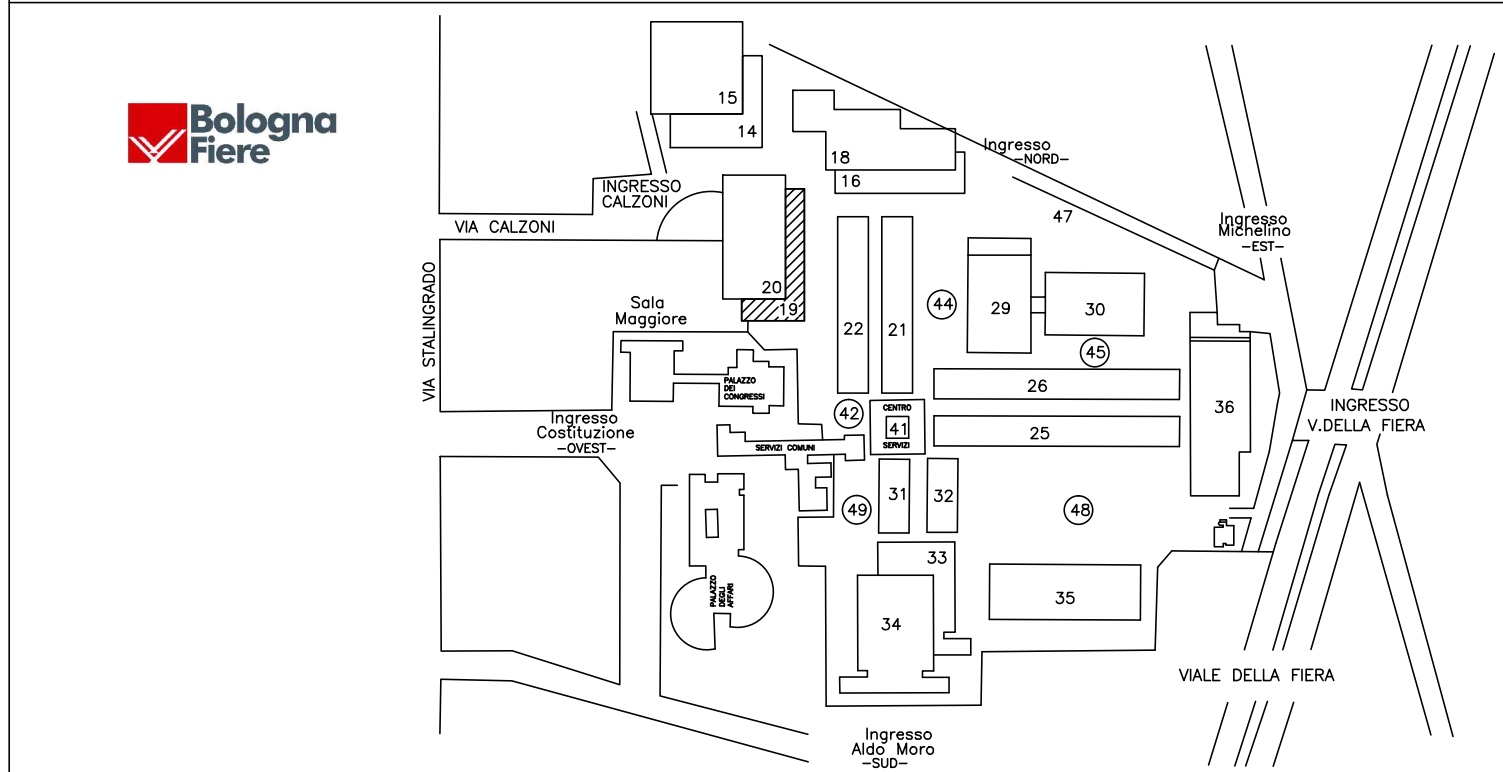 Bologna
Fiere
15
14
18
16
Ingresso
-NORD-
47
INGRESSO
CALZONI
VIA CALZONI
Ingresso
Michelino
-EST-
VIA STALINGRADO
20
19
Sala
Maggiore
22
21
44
29
30
45
PALAZZO
DEI
CONGRESSI
26
36
INGRESSO
V.DELLA FIERA
42
CENTRO
41
SERVIZI
25
Ingresso
Costituzione
-OVEST-
SERVIZI COMUNI
31
32
49
48
33
PALAZZO
DEGLI
AFFARI
34
35
VIALE DELLA FIERA
Ingresso
Aldo Moro
-SUD-